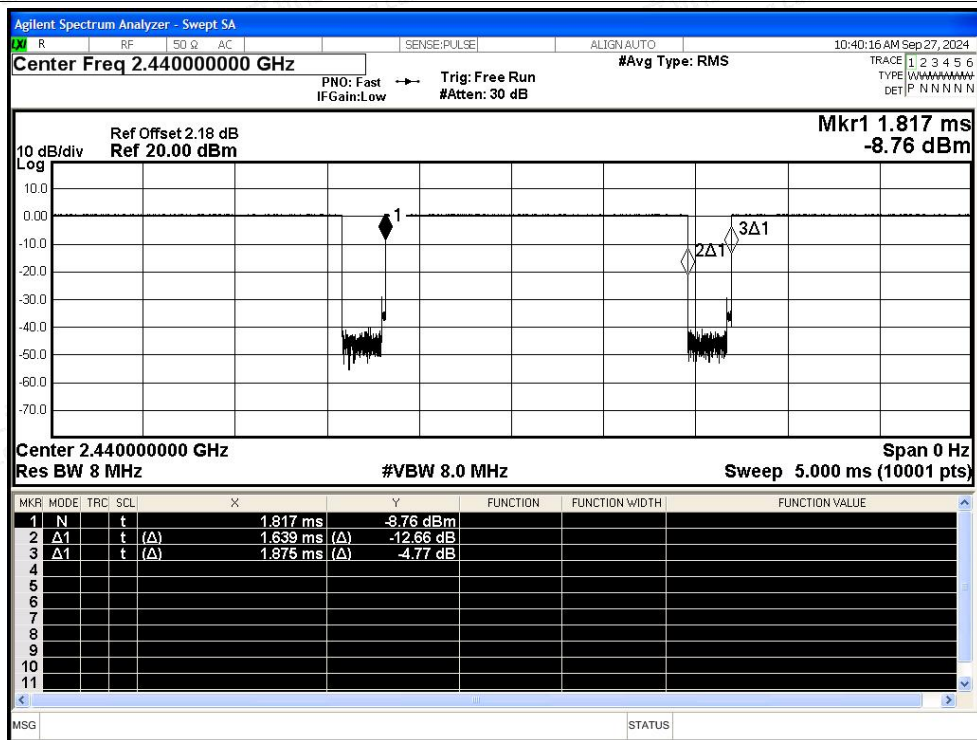 Agilent Spectrum Analyzer - Swept SA
LXI R RF 50 Ω AC SENSE:PULSE ALIGN AUTO 10:40:16 AM Sep 27, 2024
Center Freq 2.440000000 GHz #Avg Type: RMS TRACE 1 2 3 4 5 6
PNO: Fast Trig: Free Run TYPE WWWWWW
IFGain:Low #Atten: 30 dB DET P N N N N N
Mkr1 1.817 ms
Ref Offset 2.18 dB
10 dB/div Ref 20.00 dBm -8.76 dBm
Log
10.0
0.00
1
3Δ1
-10.0
2Δ1
-20.0
-30.0
-40.0
-50.0
-60.0
-70.0
Center 2.440000000 GHz Span 0 Hz
Res BW 8 MHz #VBW 8.0 MHz Sweep 5.000 ms (10001 pts)
MKR MODE TRC SCL X Y FUNCTION FUNCTION WIDTH FUNCTION VALUE
1 N t 1.817 ms -8.76 dBm
2 Δ1 t (Δ) 1.639 ms (Δ) -12.66 dB
3 Δ1 t (Δ) 1.875 ms (Δ) -4.77 dB
4
5
6
7
8
9
10
11
MSG STATUS